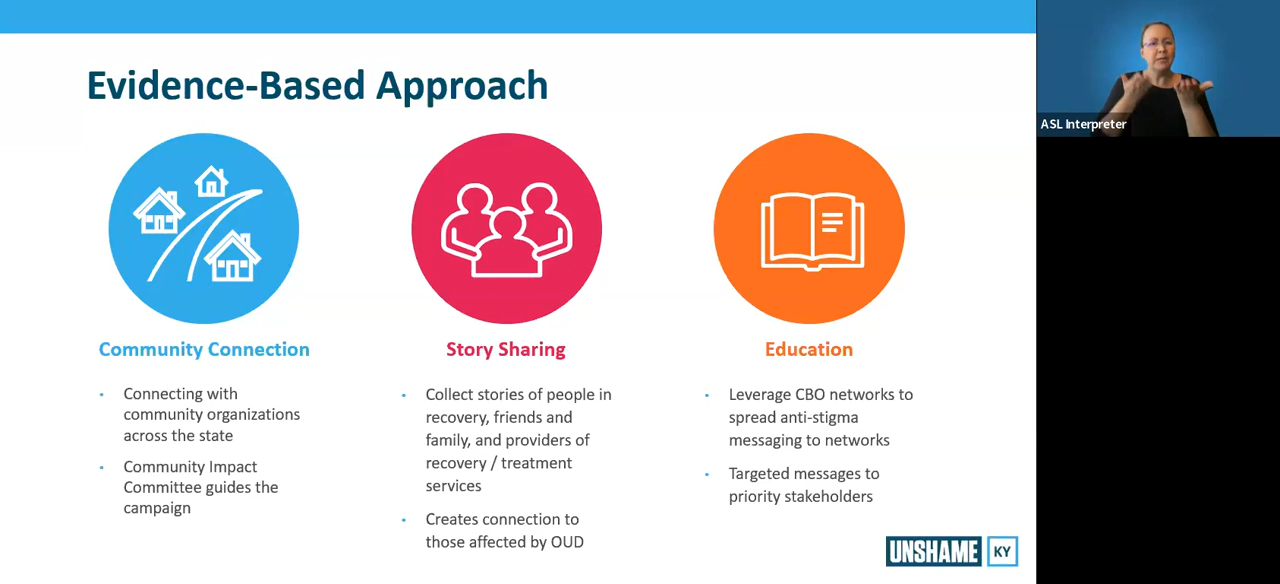 Evidence-Based Approach
ASL Interpreter
Community Connection
• Connecting with
community organizations
across the state
• Community Impact
Committee guides the
campaign
Story Sharing
• Collect stories of people in
recovery, friends and
family, and providers of
recovery / treatment
services
• Creates connection to
those affected by OUD
Education
• Leverage CBO networks to
spread anti-stigma
messaging to networks
• Targeted messages to
priority stakeholders
UNSHAME KY